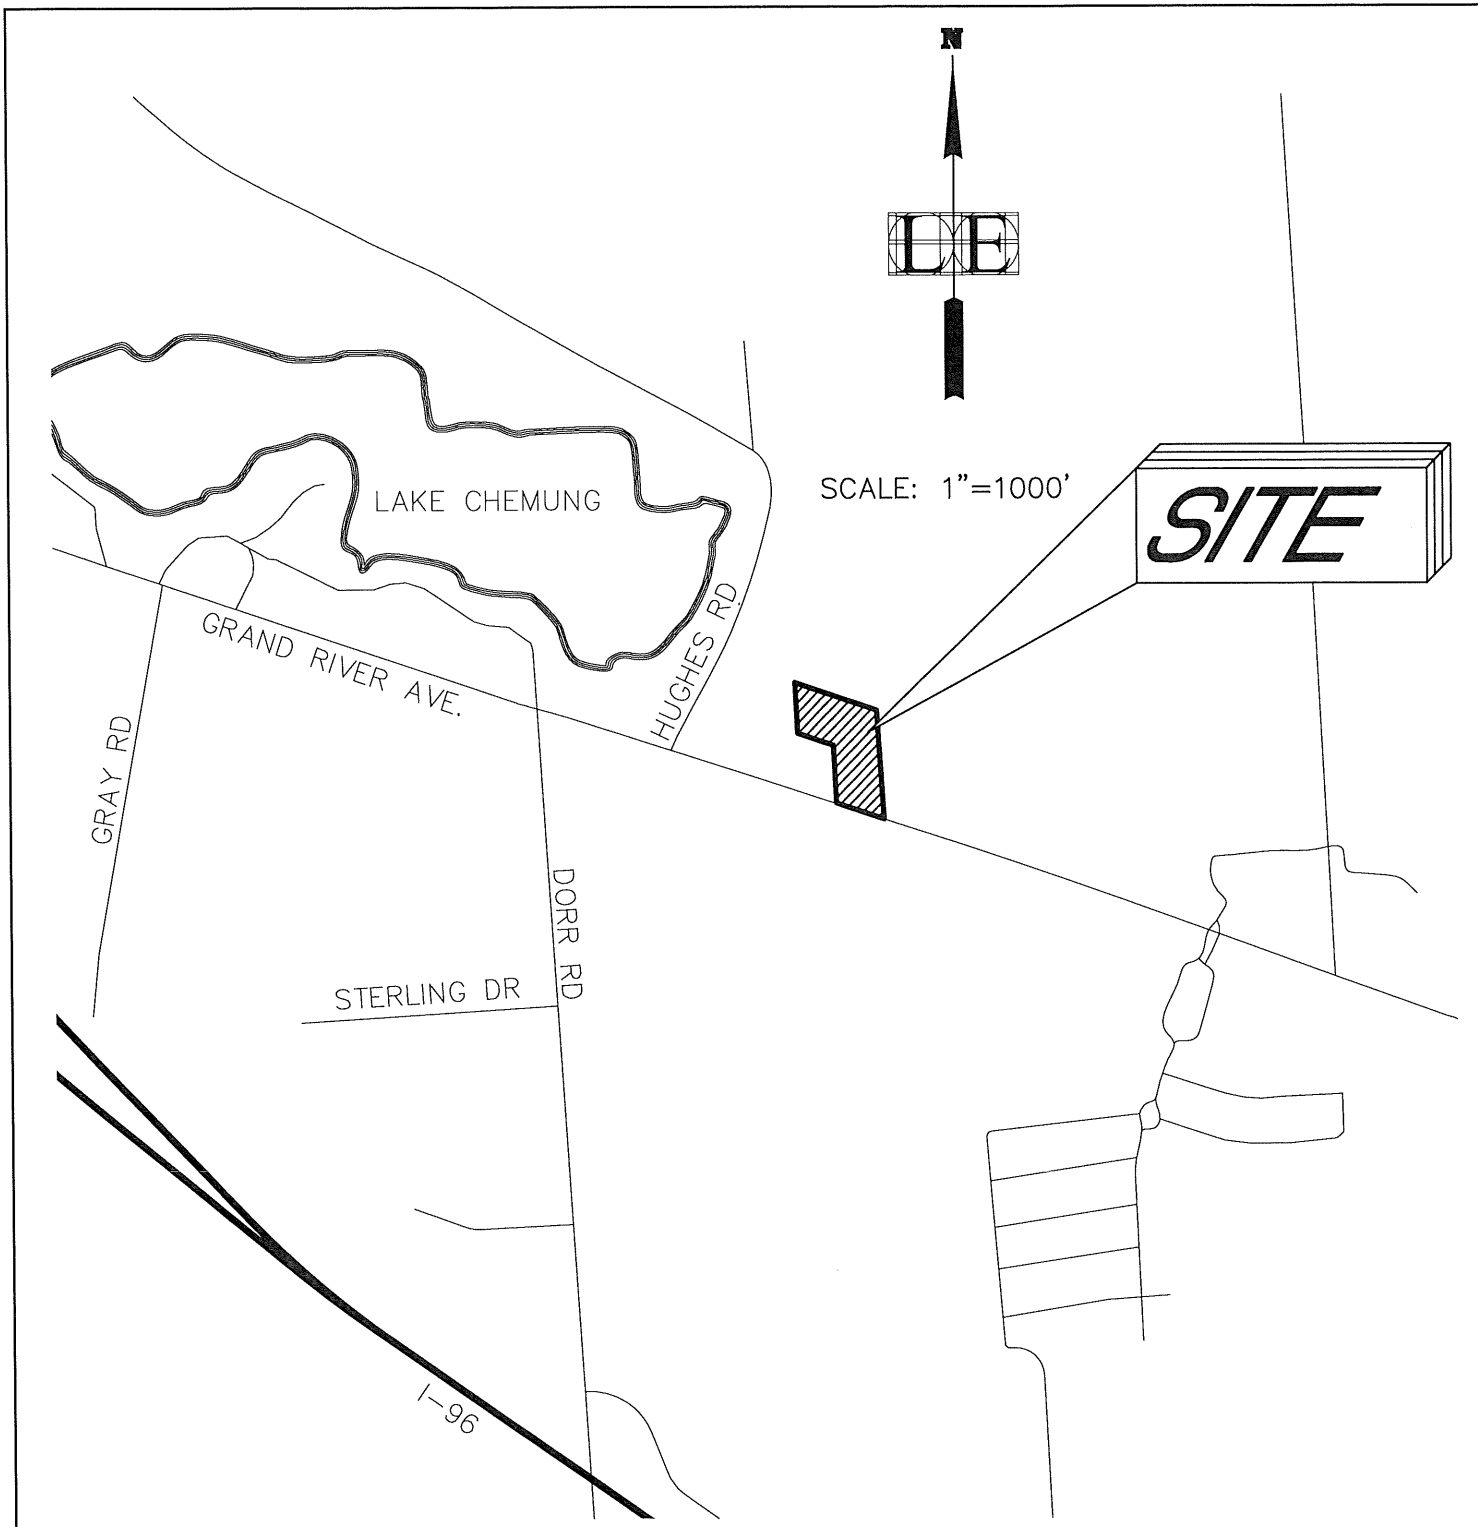 N
LE
SCALE: 1"=1000'
SITE
LAKE CHEMUNG
HUGHES RD
GRAND RIVER AVE.
GRAY RD
DORR RD
STERLING DR
I-96